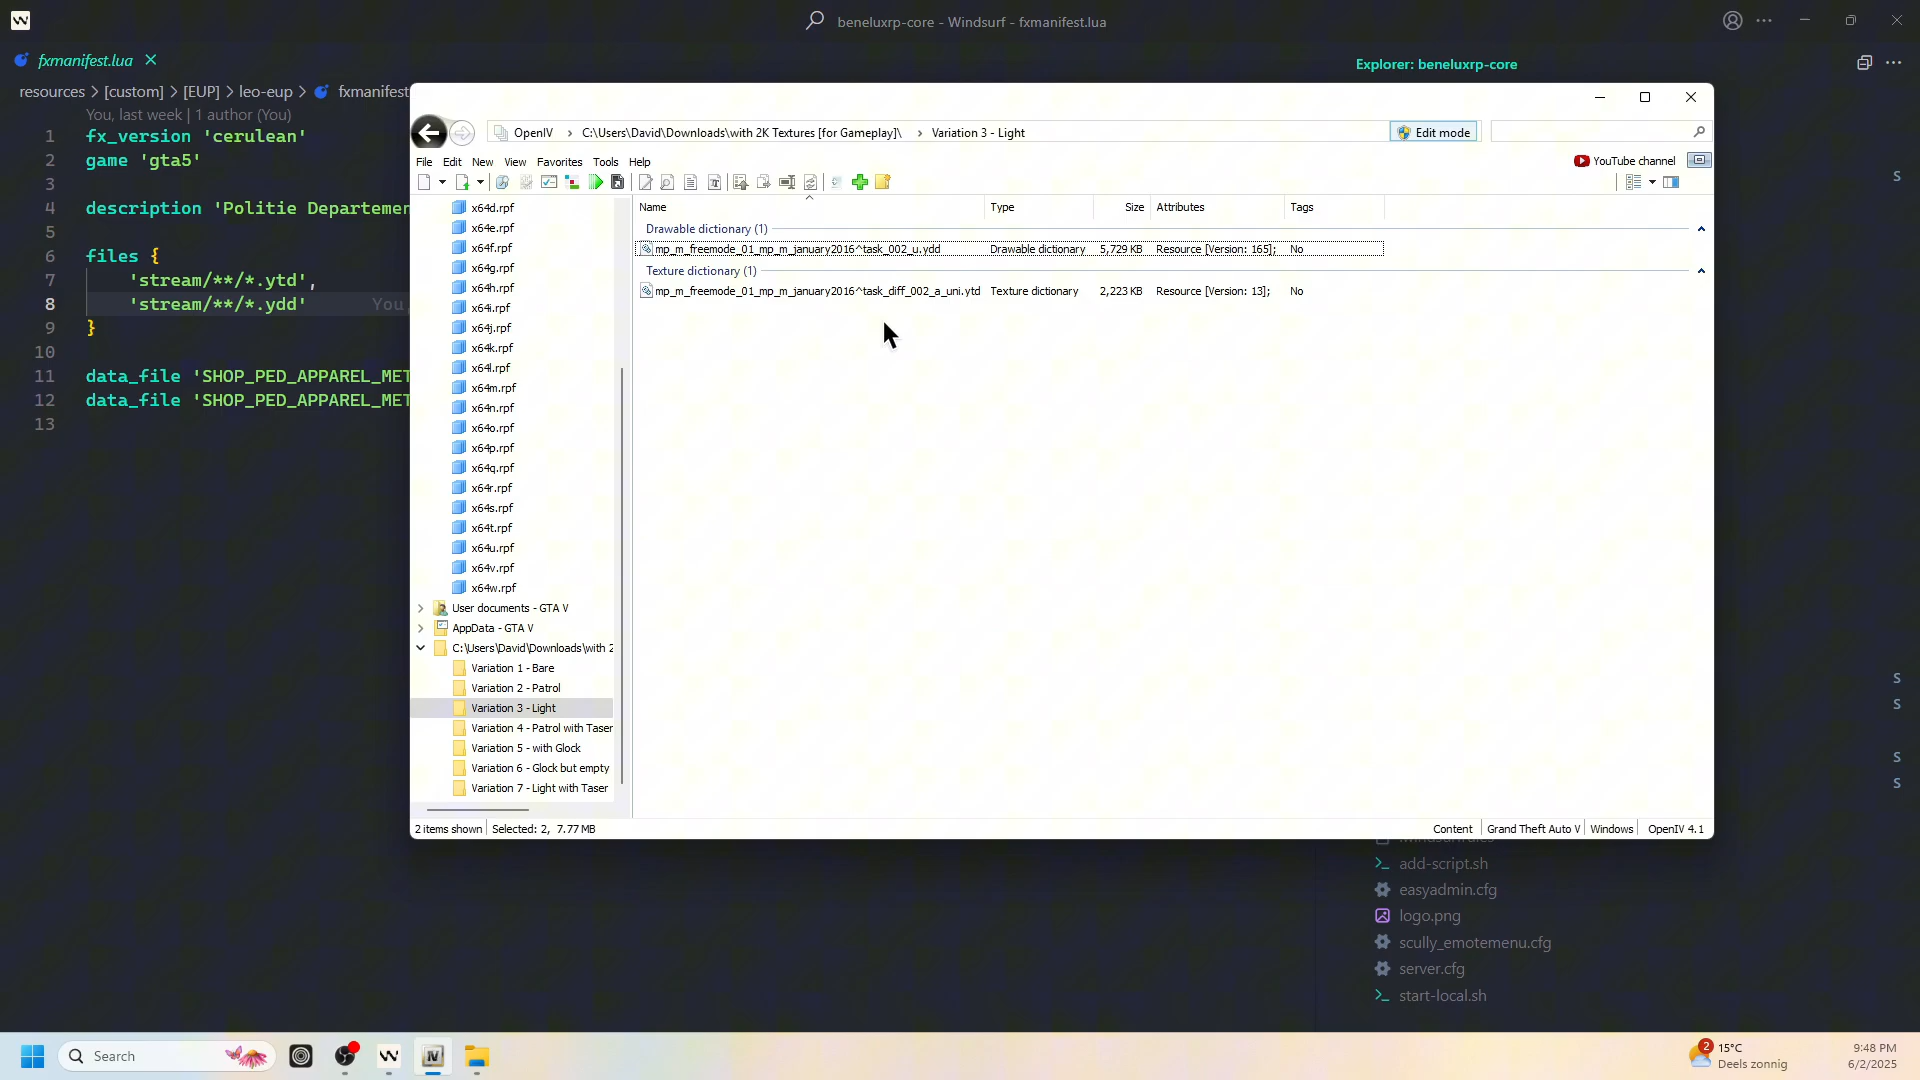 beneluxrp-core - Windsurf - fxmanifest.lua
fxmanifest.lua
Explorer: beneluxrp-core
resources > [custom] > [EUP] > leo-eup > fxmanifest
You, last week | 1 author (You)
1 fx_version 'cerulean'
2 game 'gta5'
3
4 description 'Politie Departemen
5
6 files {
7 'stream/**/*.ytd',
8 'stream/**/*.ydd' You,
9 }
10
11 data_file 'SHOP_PED_APPAREL_MET
12 data_file 'SHOP_PED_APPAREL_MET
13
OpenIV > C:\Users\David\Downloads\with 2K Textures [for Gameplay]\ > Variation 3 - Light
Edit mode
File Edit New View Favorites Tools Help
YouTube channel
x64d.rpf
x64e.rpf
x64f.rpf
x64g.rpf
x64h.rpf
x64i.rpf
x64j.rpf
x64k.rpf
x64l.rpf
x64m.rpf
x64n.rpf
x64o.rpf
x64p.rpf
x64q.rpf
x64r.rpf
x64s.rpf
x64t.rpf
x64u.rpf
x64v.rpf
x64w.rpf
User documents - GTA V
AppData - GTA V
C:\Users\David\Downloads\with 2
Variation 1 - Bare
Variation 2 - Patrol
Variation 3 - Light
Variation 4 - Patrol with Taser
Variation 5 - with Glock
Variation 6 - Glock but empty
Variation 7 - Light with Taser
Name Type Size Attributes Tags
Drawable dictionary (1)
mp_m_freemode_01_mp_m_january2016^task_002_u.ydd Drawable dictionary 5,729 KB Resource [Version: 165]; No
Texture dictionary (1)
mp_m_freemode_01_mp_m_january2016^task_diff_002_a_uni.ytd Texture dictionary 2,223 KB Resource [Version: 13]; No
2 items shown Selected: 2, 7.77 MB
Content Grand Theft Auto V Windows OpenIV 4.1
S
S
S
S
S
add-script.sh
easyadmin.cfg
logo.png
scully_emotemenu.cfg
server.cfg
start-local.sh
Search
2
15°C
Deels zonnig
9:48 PM
6/2/2025